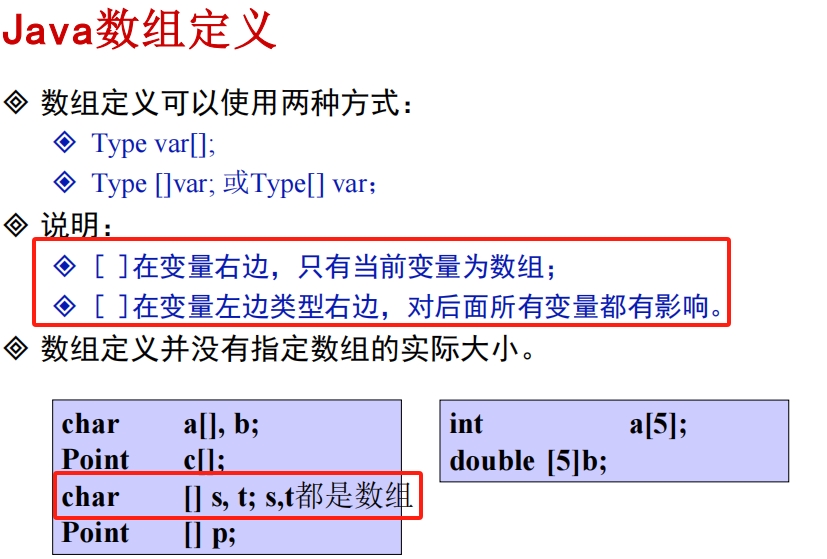 Java数组定义
数组定义可以使用两种方式：
Type var[];
Type []var; 或Type[] var；
说明：
[ ]在变量右边，只有当前变量为数组；
[ ]在变量左边类型右边，对后面所有变量都有影响。
数组定义并没有指定数组的实际大小。
char a[], b;
Point c[];
char [] s, t; s,t都是数组
Point [] p;
int a[5];
double [5]b;